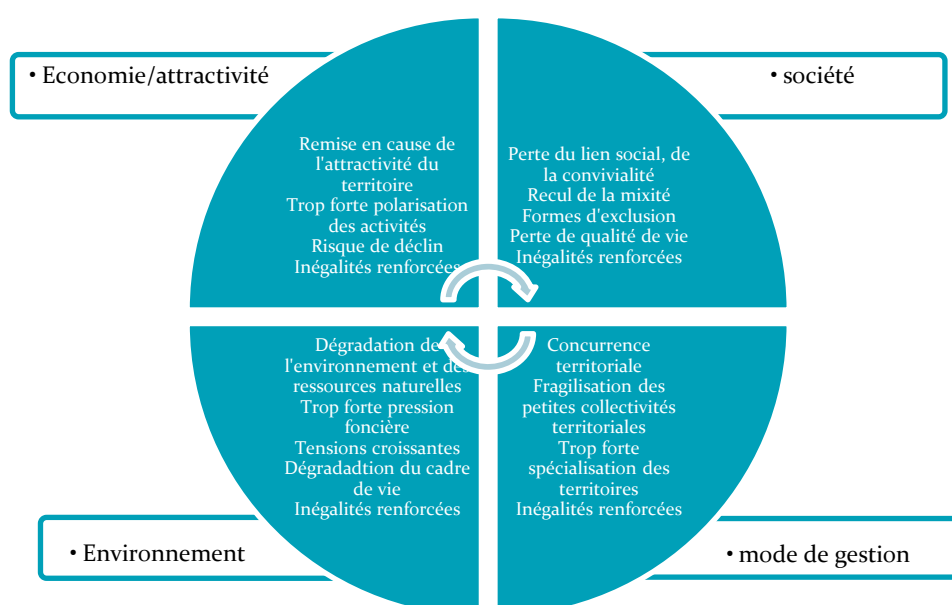 • Economie/attractivité
• société
Remise en cause de
l'attractivité du
territoire
Trop forte polarisation
des activités
Risque de déclin
Inégalités renforcées
Perte du lien social, de
la convivialité
Recul de la mixité
Formes d'exclusion
Perte de qualité de vie
Inégalités renforcées
Dégradation de
l'environnement et des
ressources naturelles
Trop forte pression
foncière
Tensions croissantes
Dégradadtion du cadre
de vie
Inégalités renforcées
Concurrence
territoriale
Fragilisation des
petites collectivités
territoriales
Trop forte
spécialisation des
territoires
Inégalités renforcées
• Environnement
• mode de gestion